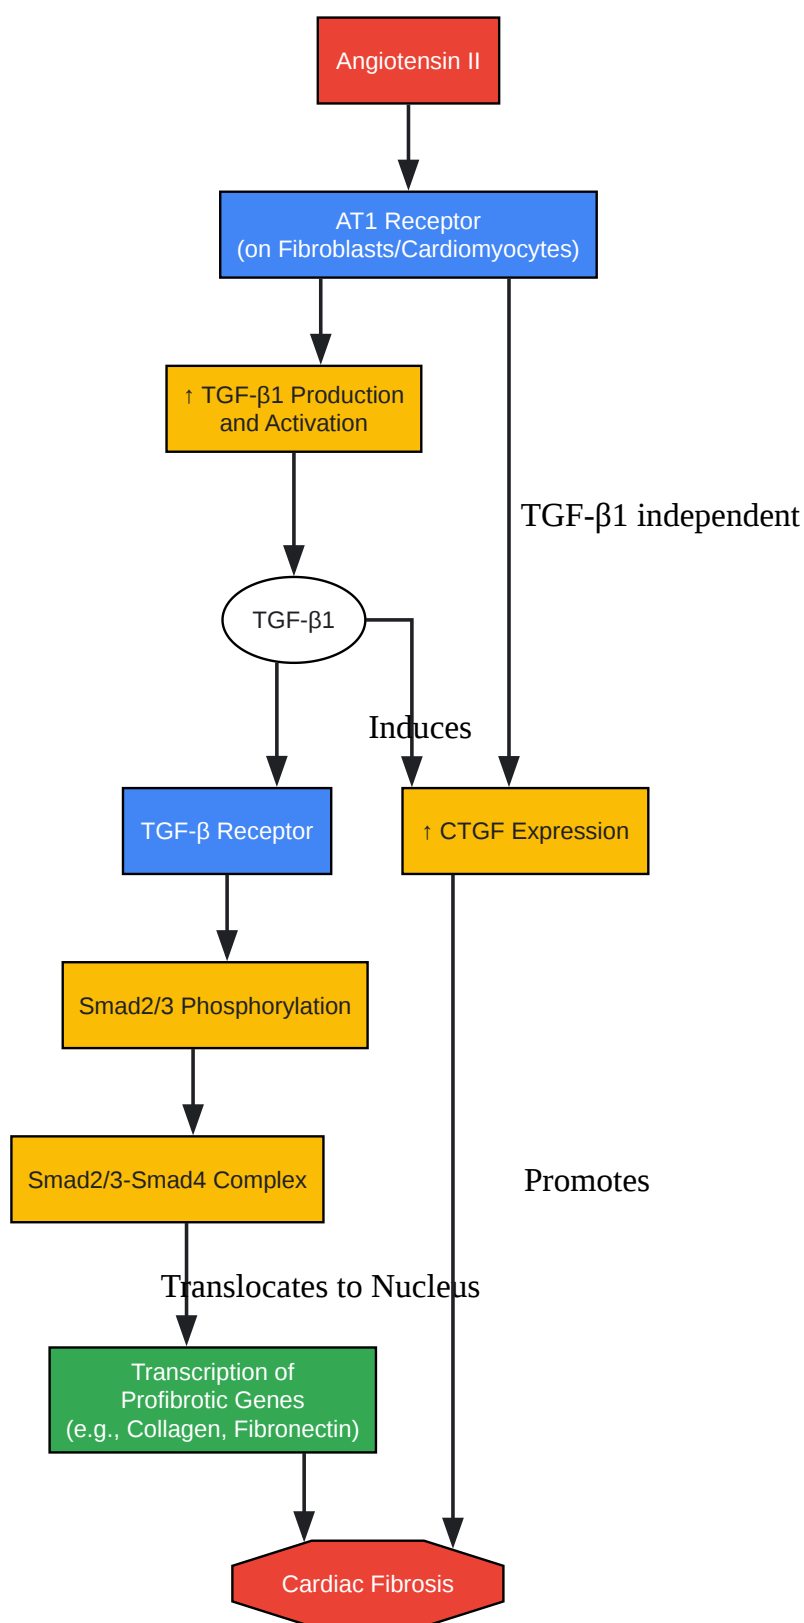 Angiotensin II
AT1 Receptor
(on Fibroblasts/Cardiomyocytes)
↑ TGF-β1 Production
and Activation
TGF-β1 independent
TGF-β1
Induces
TGF-β Receptor
↑ CTGF Expression
Smad2/3 Phosphorylation
Smad2/3-Smad4 Complex
Promotes
Translocates to Nucleus
Transcription of
Profibrotic Genes
(e.g., Collagen, Fibronectin)
Cardiac Fibrosis